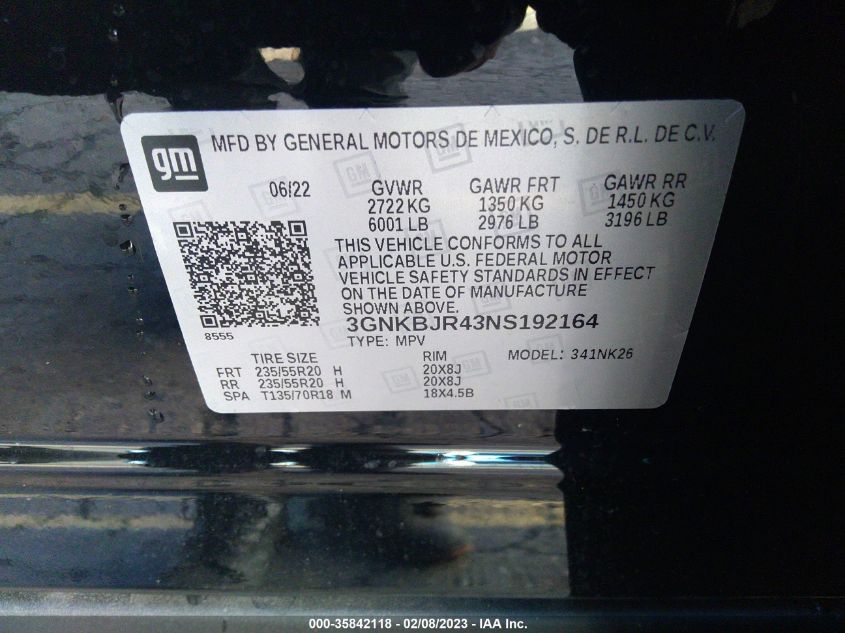 gm MFD BY GENERAL MOTORS DE MEXICO, S. DE R.L. DE C.V.
06/22 GVWR GAWR FRT GAWR RR
2722 KG 1350 KG 1450 KG
6001 LB 2976 LB 3196 LB
THIS VEHICLE CONFORMS TO ALL
APPLICABLE U.S. FEDERAL MOTOR
VEHICLE SAFETY STANDARDS IN EFFECT
ON THE DATE OF MANUFACTURE
SHOWN ABOVE.
8555 3GNKBJR43NS192164
TYPE: MPV
TIRE SIZE RIM MODEL: 341NK26
FRT 235/55R20 H 20X8J
RR 235/55R20 H 20X8J
SPA T135/70R18 M 18X4.5B
000-35842118 - 02/08/2023 - IAA Inc.